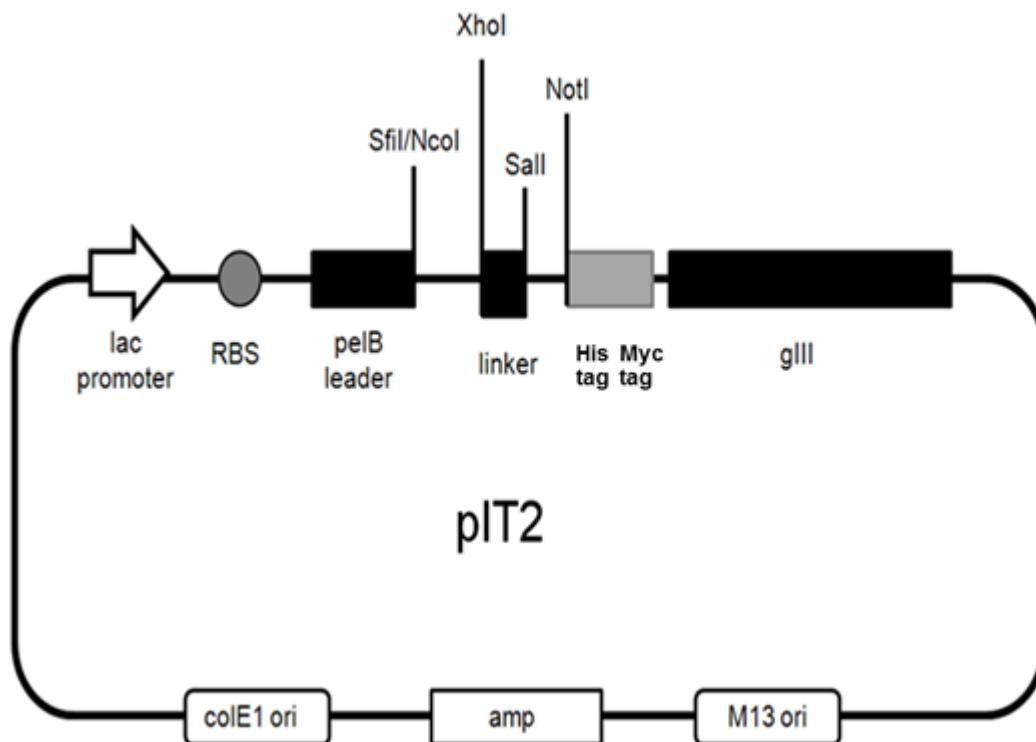 XhoI
NotI
SfiI/NcoI
SalI
lac
promoter
RBS
pelB
leader
linker
His Myc
tag tag
gIII
pIT2
colE1 ori
amp
M13 ori